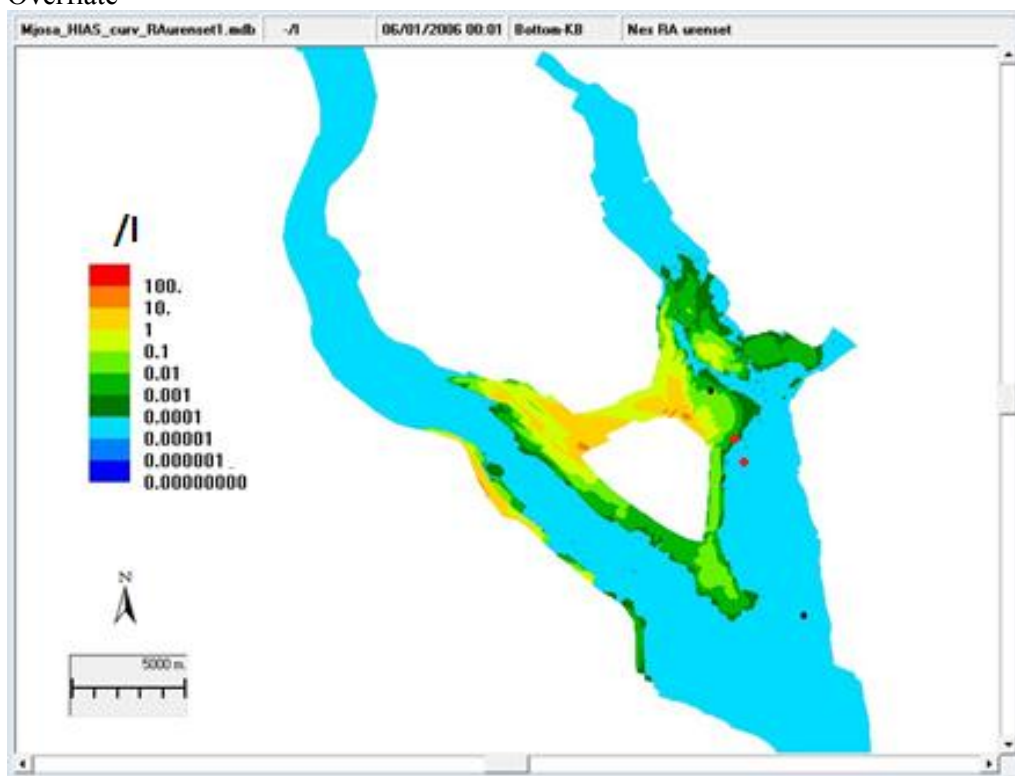 Overflate
Mjosa_HIAS_curv_RAurenset1.mdb -/l 06/01/2006 00:01 Bottom-KB Nes RA urenset
/l
100.
10.
1
0.1
0.01
0.001
0.0001
0.00001
0.000001
0.00000000
N
5000 m.